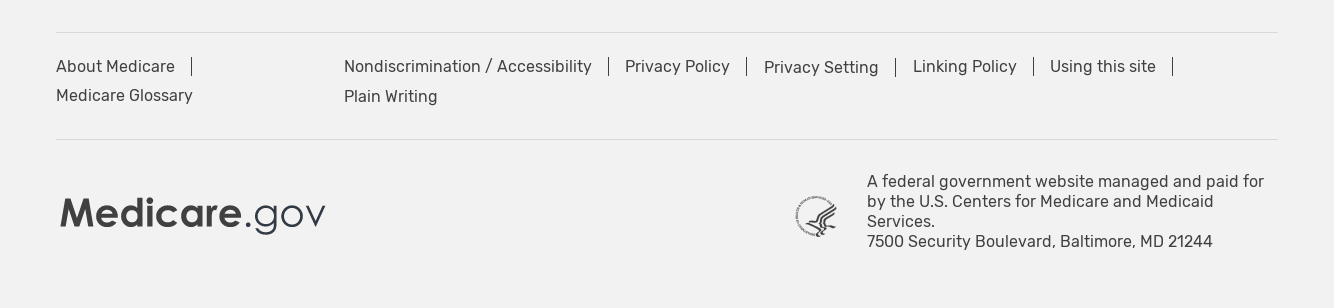 About Medicare
Medicare Glossary
Nondiscrimination / Accessibility
Privacy Policy
Privacy Setting
Linking Policy
Using this site
Plain Writing
Medicare.gov
A federal government website managed and paid for
by the U.S. Centers for Medicare and Medicaid
Services.
7500 Security Boulevard, Baltimore, MD 21244